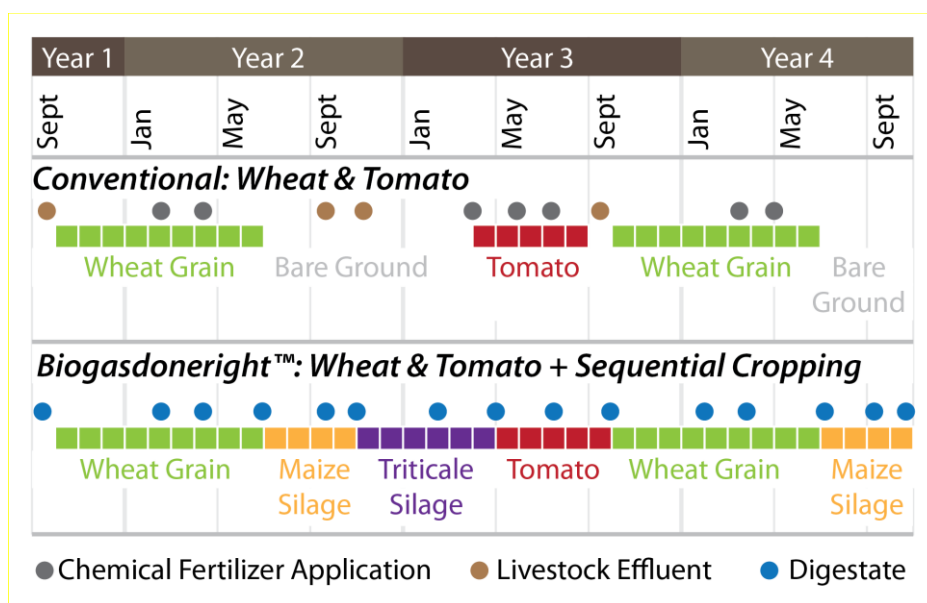 Year 1 Year 2 Year 3 Year 4
Sept Jan May Sept Jan May Sept Jan May Sept
Conventional: Wheat & Tomato
Wheat Grain Bare Ground Tomato Wheat Grain Bare
Ground
Biogasdoneright™: Wheat & Tomato + Sequential Cropping
Wheat Grain Maize Triticale Tomato Wheat Grain Maize
Silage Silage Silage
Chemical Fertilizer Application Livestock Effluent Digestate